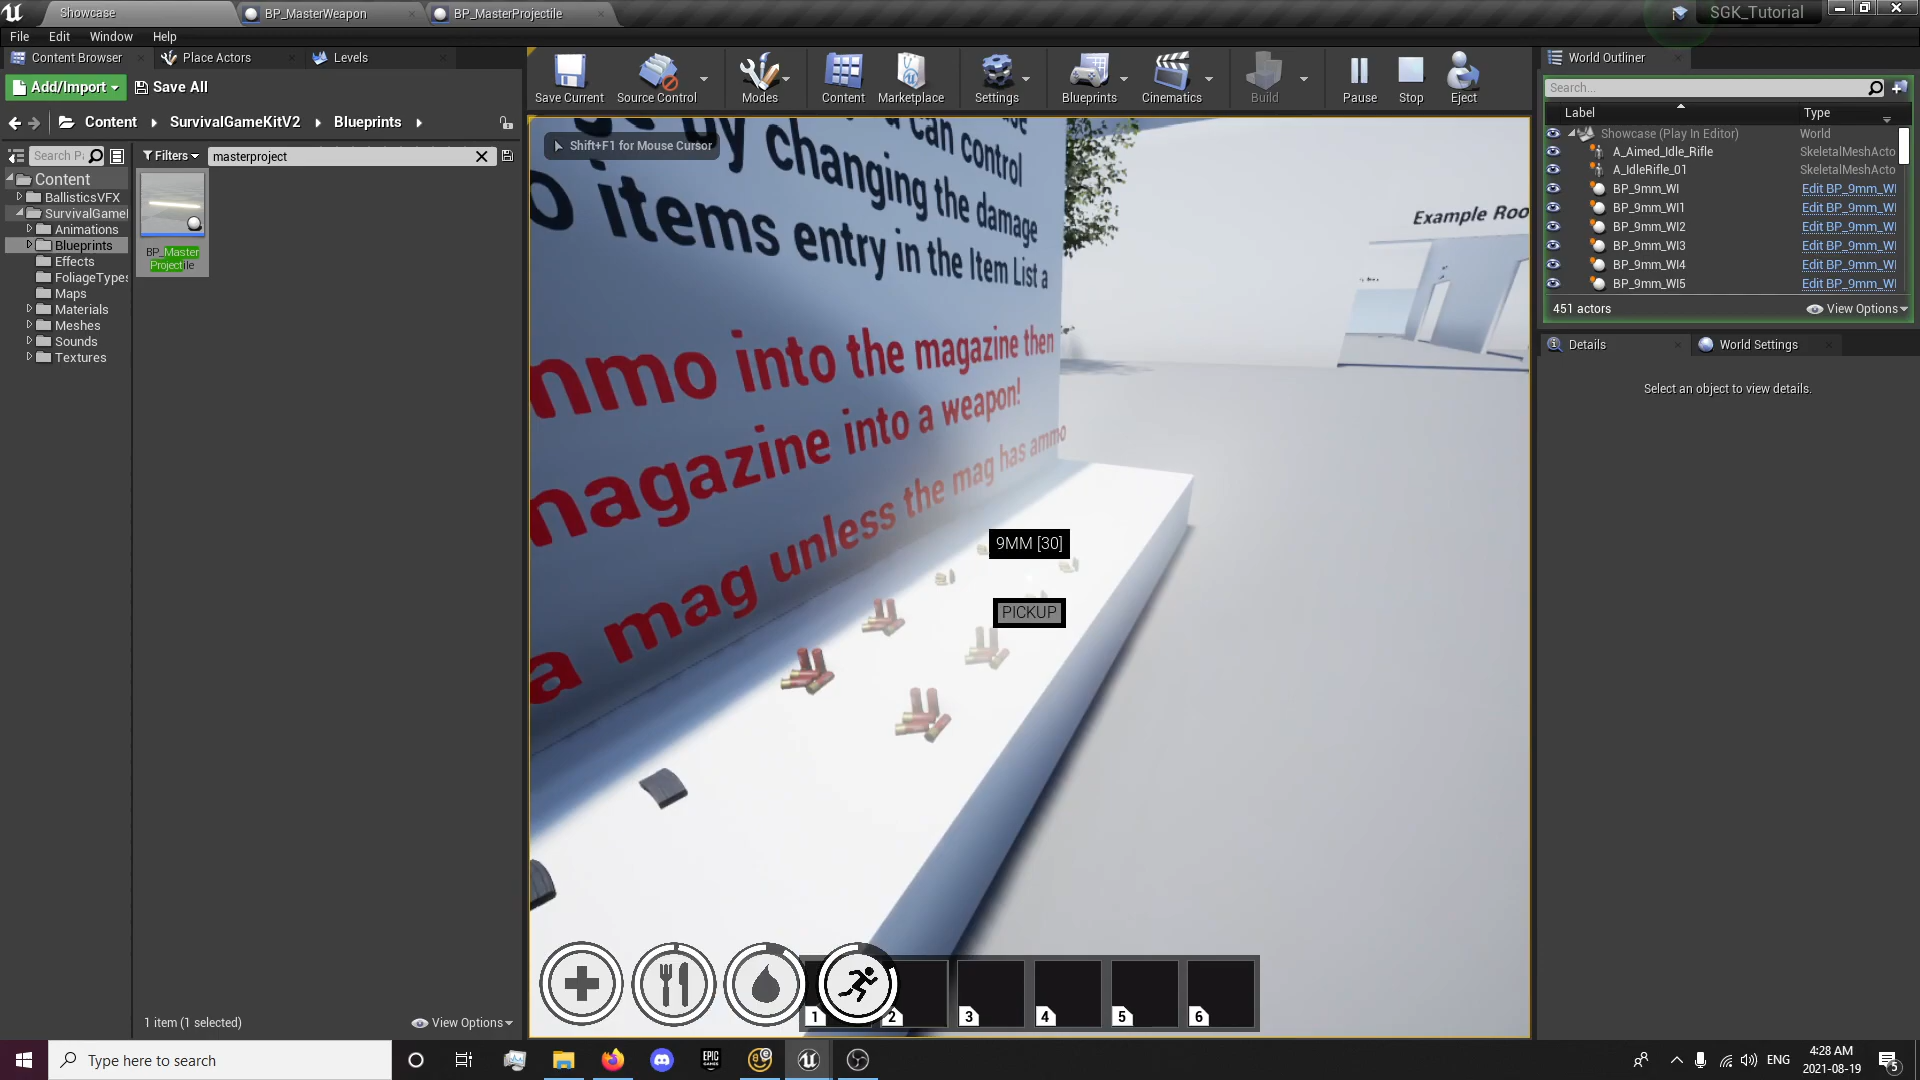 Showcase
BP_MasterWeapon
BP_MasterProjectile
SGK_Tutorial
File
Edit
Window
Help
Content Browser
Place Actors
Levels
World Outliner
Add/Import
Save All
Save Current
Source Control
Modes
Content
Marketplace
Settings
Blueprints
Cinematics
Build
Pause
Stop
Eject
Content
SurvivalGameKitV2
Blueprints
Search P
Filters
masterproject
Content
BallisticsVFX
SurvivalGame
Animations
Blueprints
Effects
FoliageTypes
Maps
Materials
Meshes
Sounds
Textures
BP_Master
Projectile
1 item (1 selected)
View Options
Shift+F1 for Mouse Cursor
can control
by changing the damage
o items entry in the Item List a
mmo into the magazine then
magazine into a weapon!
a mag unless the mag has ammo
Example Roo
9MM [30]
PICKUP
1
2
3
4
5
6
Search...
Label
Type
Showcase (Play In Editor)
World
A_Aimed_Idle_Rifle
SkeletalMeshActo
A_IdleRifle_01
SkeletalMeshActo
BP_9mm_WI
Edit BP_9mm_WI
BP_9mm_WI1
Edit BP_9mm_WI
BP_9mm_WI2
Edit BP_9mm_WI
BP_9mm_WI3
Edit BP_9mm_WI
BP_9mm_WI4
Edit BP_9mm_WI
BP_9mm_WI5
Edit BP_9mm_WI
451 actors
View Options
Details
World Settings
Select an object to view details.
Type here to search
EPIC
GAMES
ENG
4:28 AM
2021-08-19
5